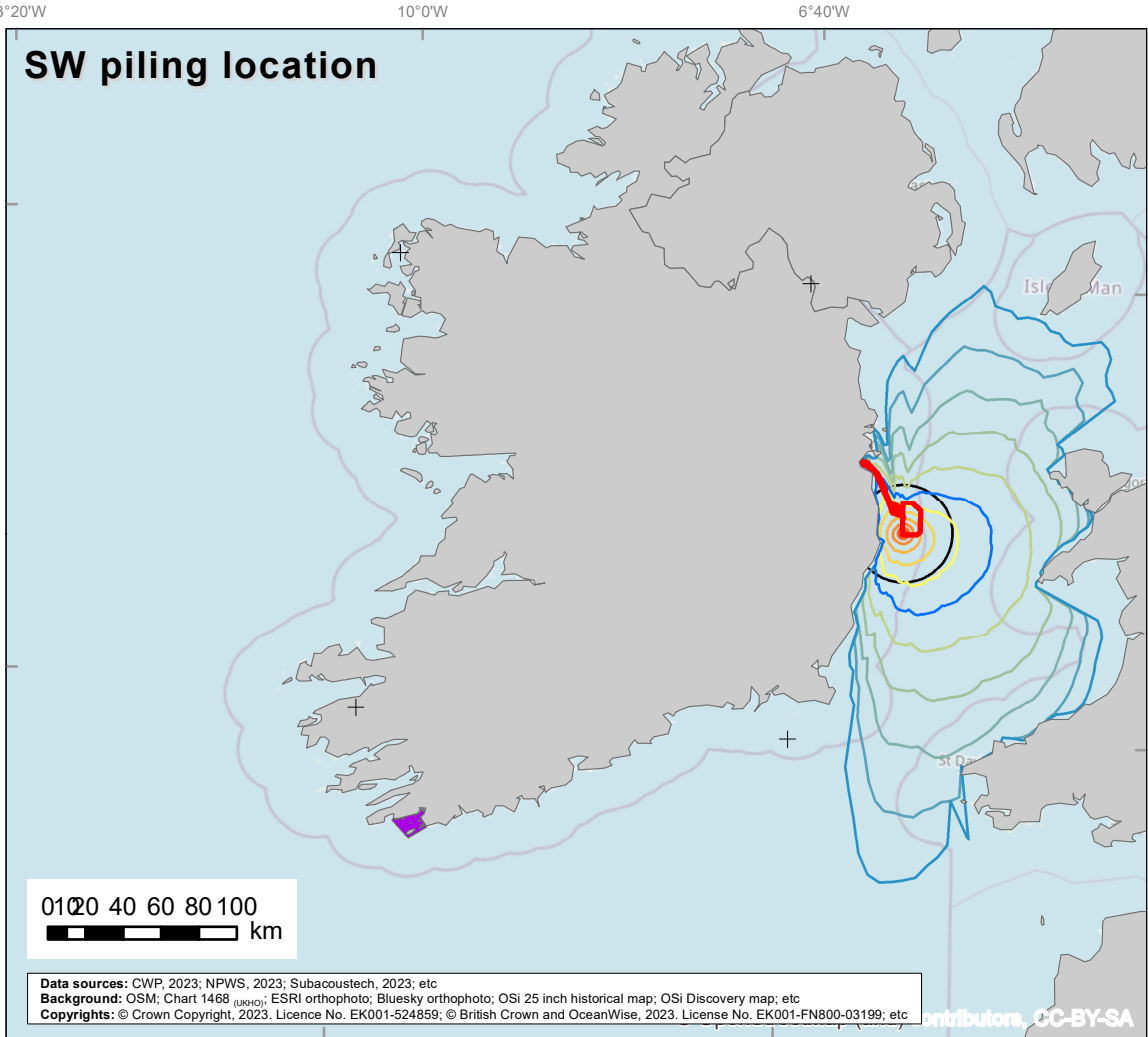 3°20'W 10°0'W 6°40'W
SW piling location
Isle Man
St Da
010 20 40 60 80 100
km
Data sources: CWP, 2023; NPWS, 2023; Subacoustech, 2023; etc
Background: OSM; Chart 1468 (UKHO); ESRI orthophoto; Bluesky orthophoto; OSi 25 inch historical map; OSi Discovery map; etc
Copyrights: © Crown Copyright, 2023. Licence No. EK001-524859; © British Crown and OceanWise, 2023. License No. EK001-FN800-03199; etc
contributors, CC-BY-SA